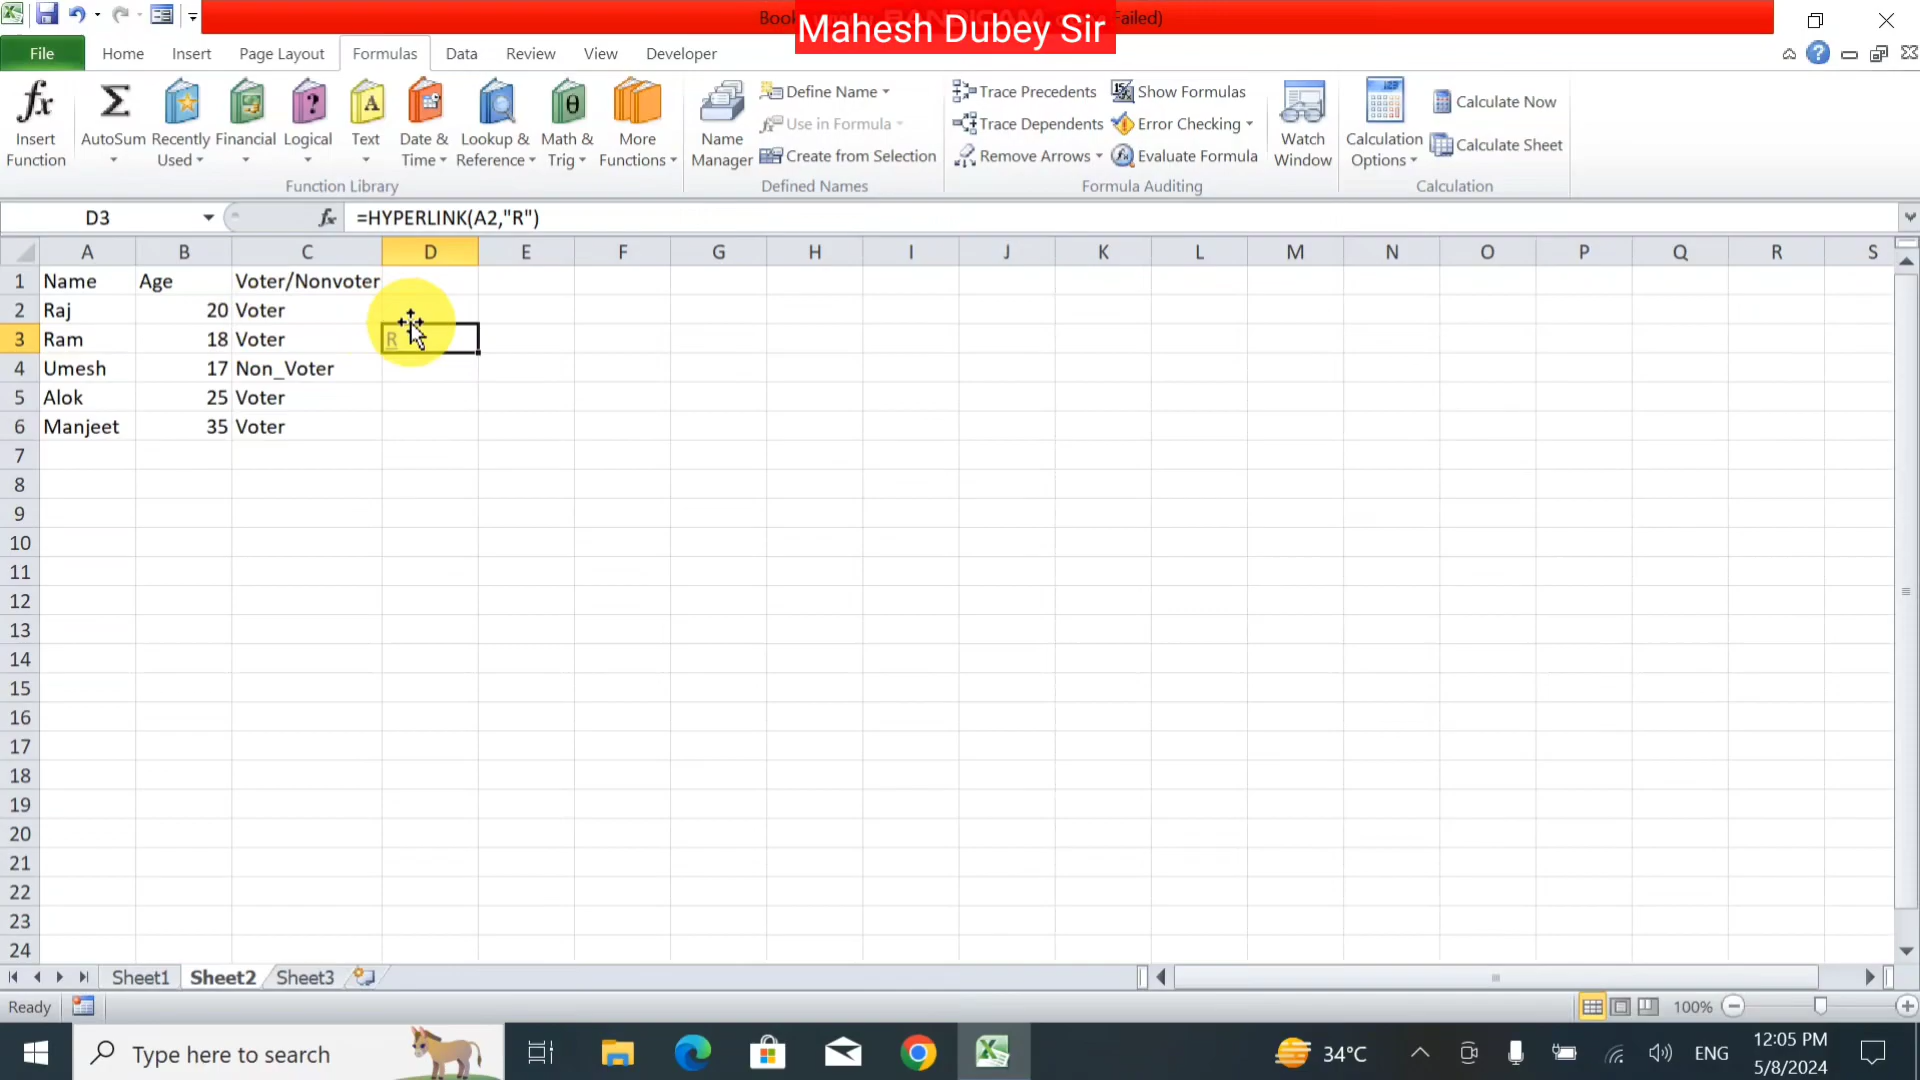 Book
Failed)
Mahesh Dubey Sir
File Home Insert Page Layout Formulas Data Review View Developer
Insert Function
AutoSum
Recently Used
Financial
Logical
Text
Date & Time
Lookup & Reference
Math & Trig
More Functions
Function Library
Name Manager
Define Name
Use in Formula
Create from Selection
Defined Names
Trace Precedents
Trace Dependents
Remove Arrows
Show Formulas
Error Checking
Evaluate Formula
Formula Auditing
Watch Window
Calculation Options
Calculate Now
Calculate Sheet
Calculation
D3 fx =HYPERLINK(A2,"R")
A B C D E F G H I J K L M N O P Q R S
1 Name Age Voter/Nonvoter
2 Raj 20 Voter
3 Ram 18 Voter R
4 Umesh 17 Non_Voter
5 Alok 25 Voter
6 Manjeet 35 Voter
7
8
9
10
11
12
13
14
15
16
17
18
19
20
21
22
23
24
Sheet1 Sheet2 Sheet3
Ready 100%
Type here to search
34°C
ENG
12:05 PM
5/8/2024